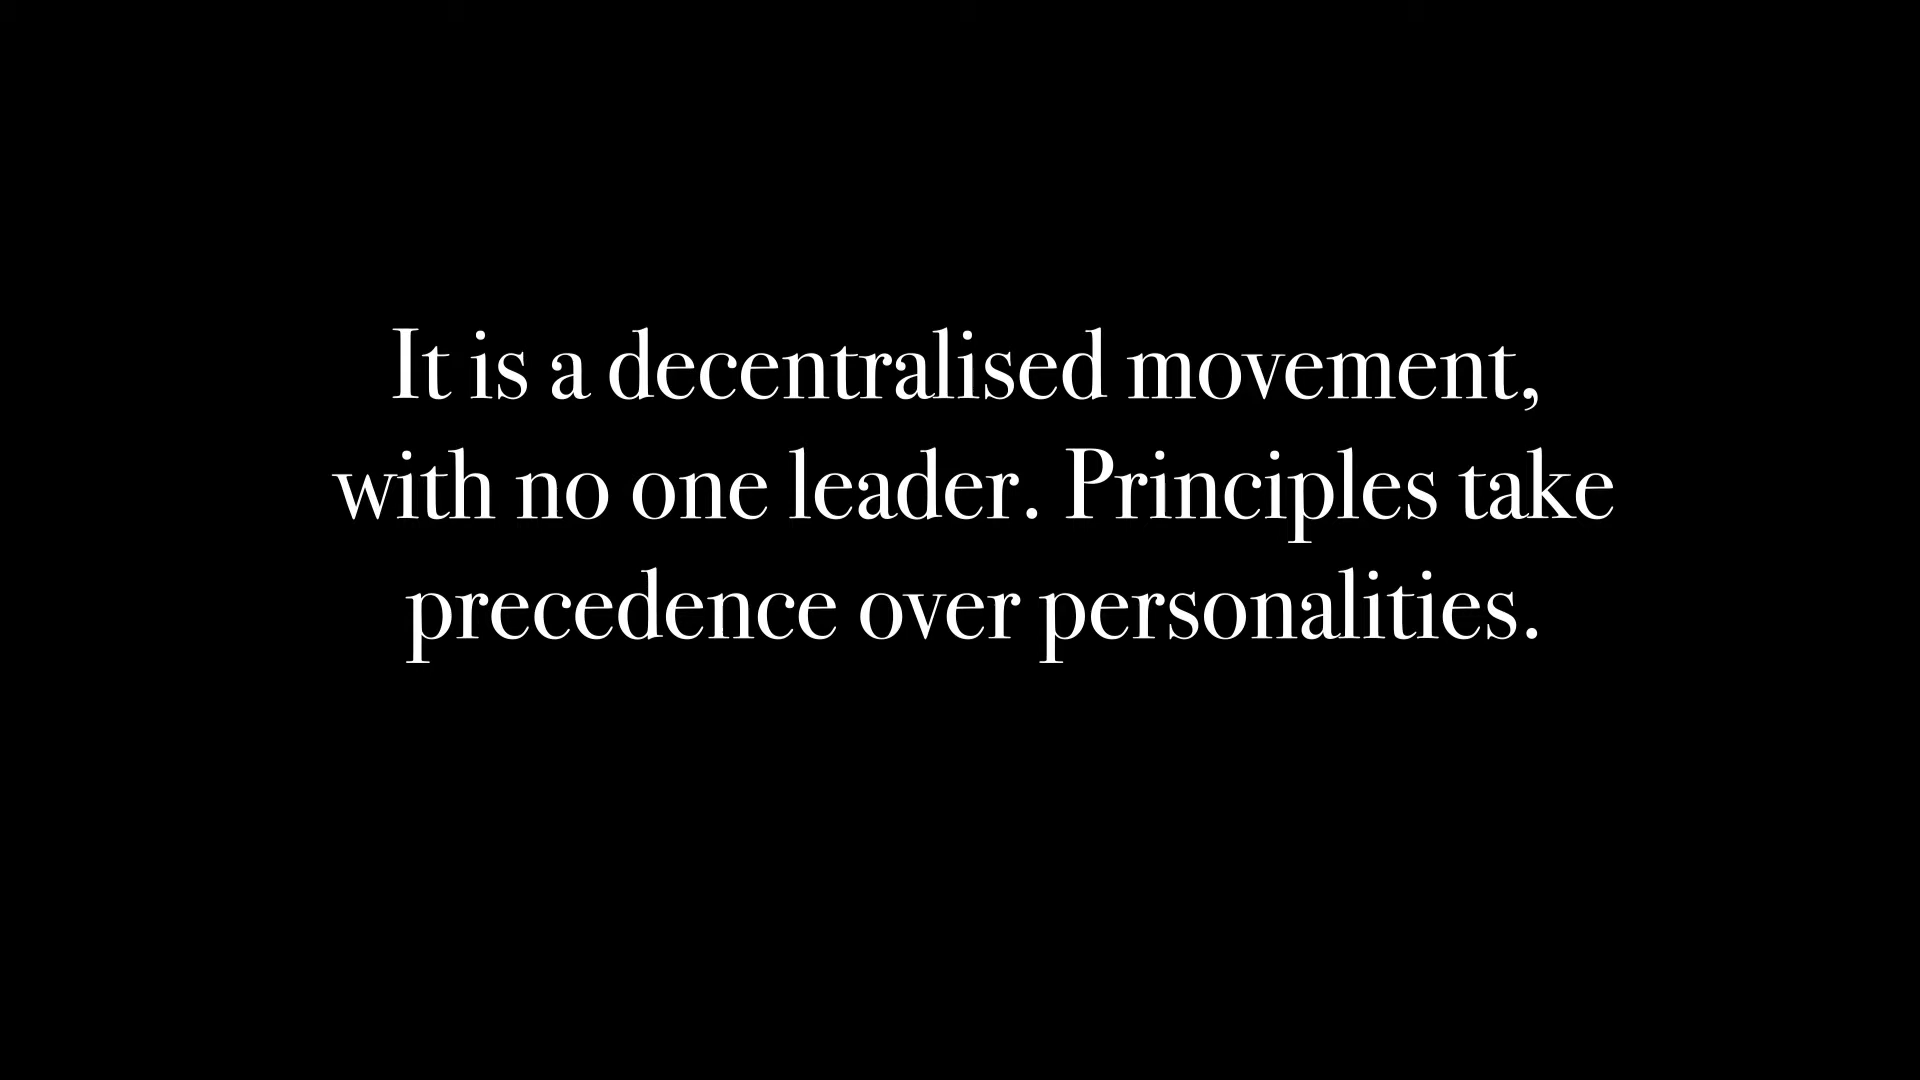 It is a decentralised movement,
with no one leader. Principles take
precedence over personalities.